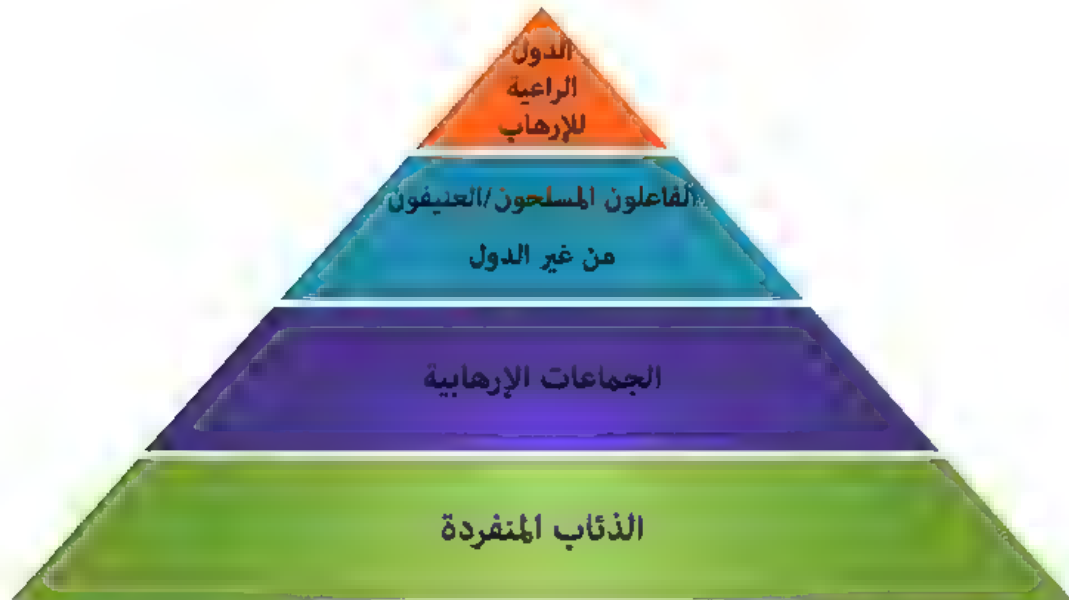 الدول
الراعية
للإرهاب
الفاعلون المسلحون/العنيفون
من غير الدول
الجماعات الإرهابية
الذئاب المنفردة